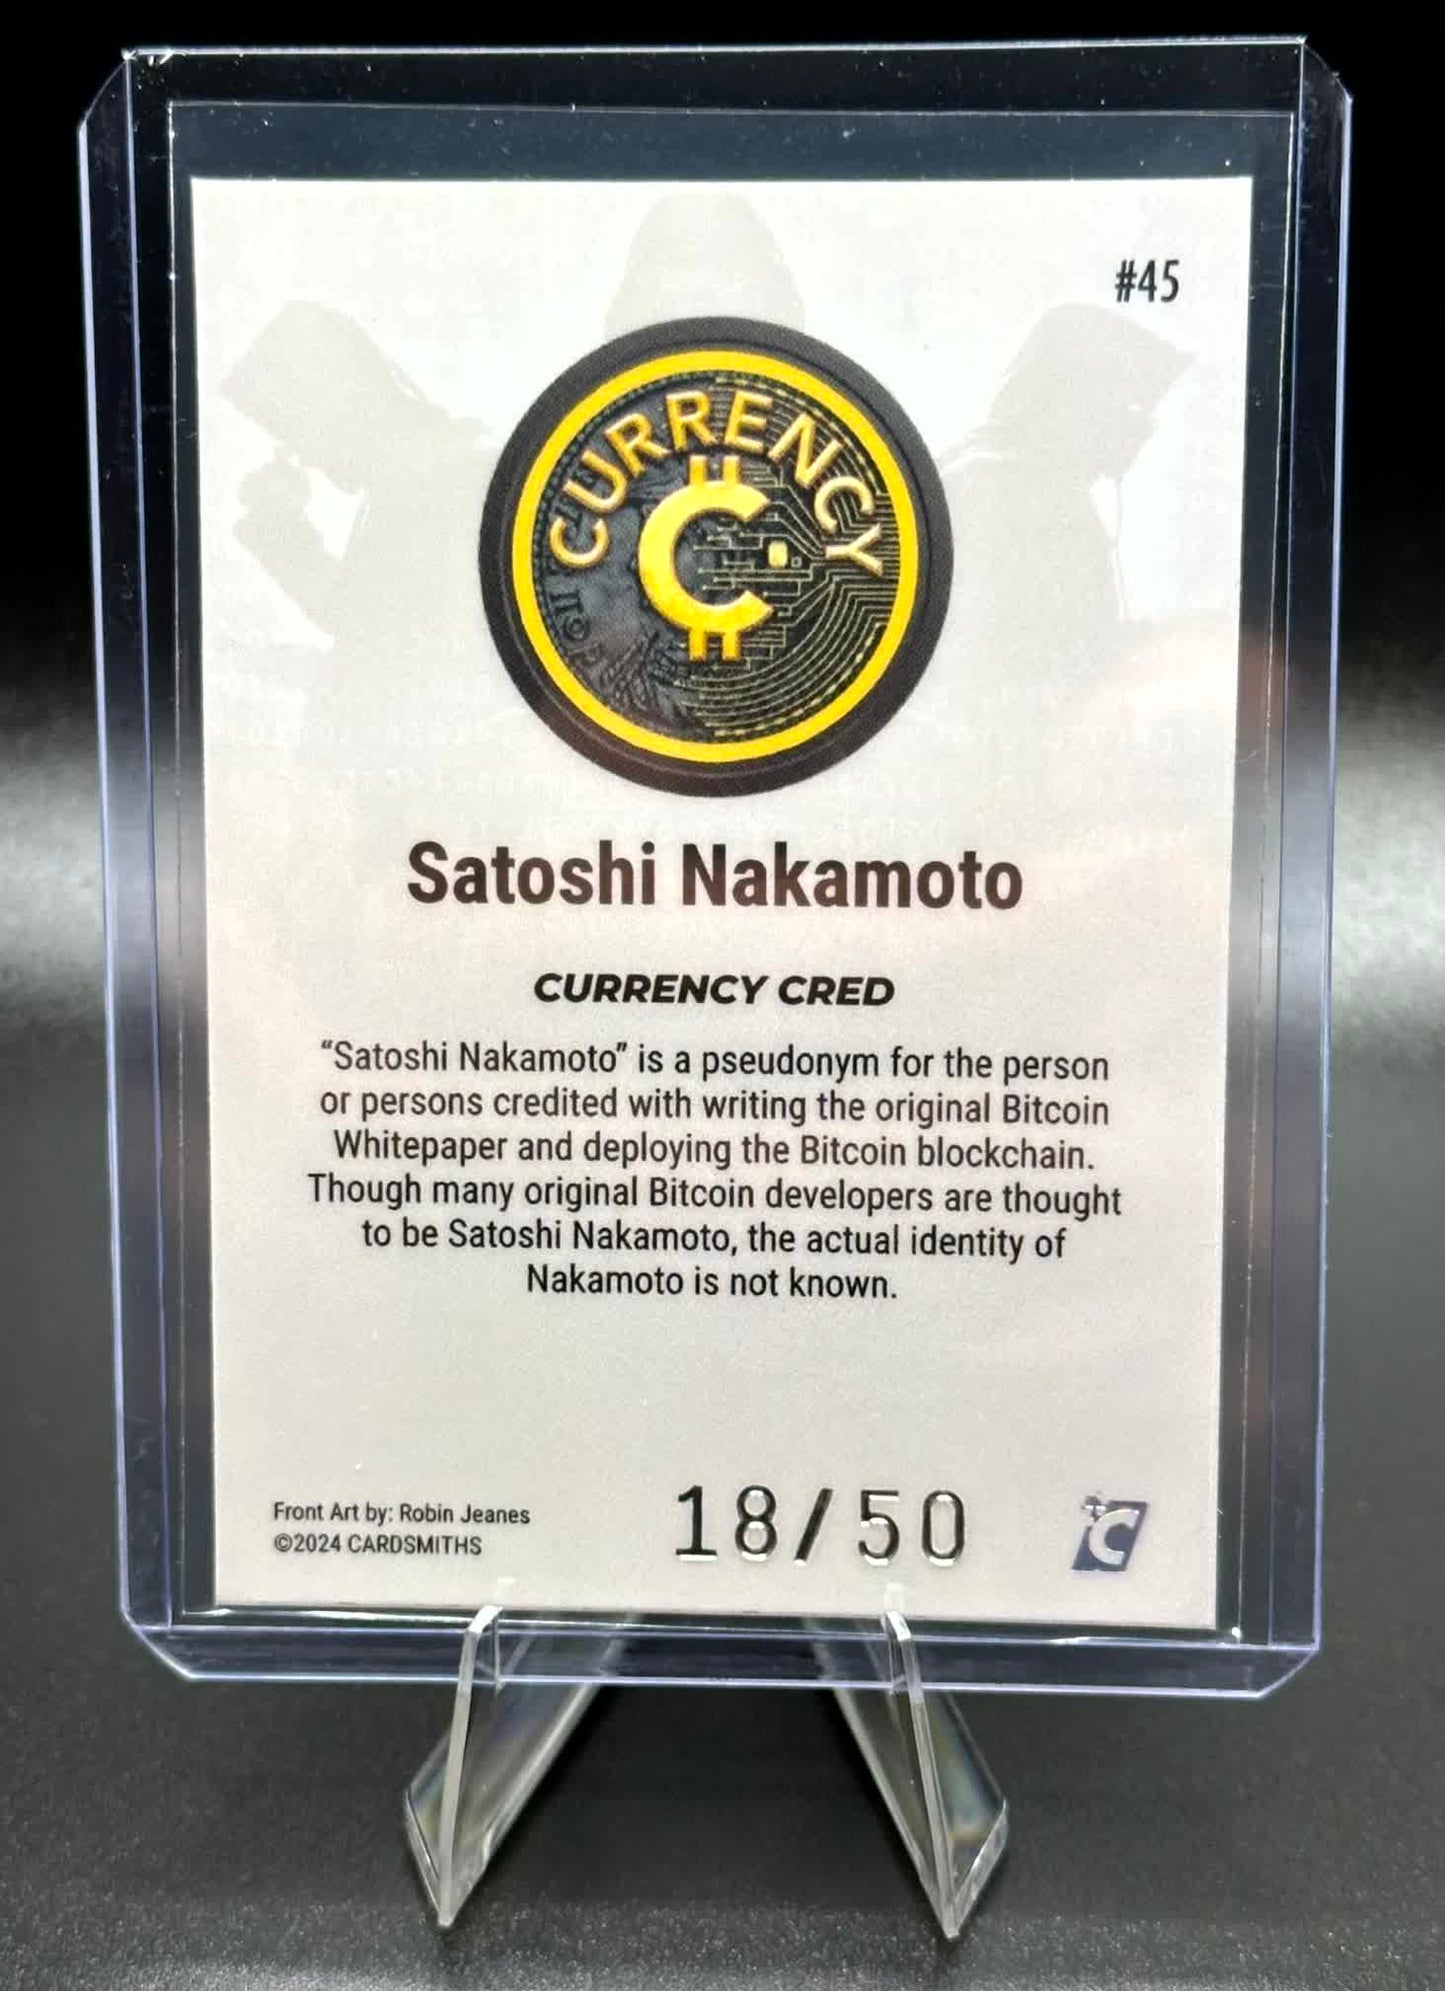 #45
CURRENCY
Satoshi Nakamoto
CURRENCY CRED
“Satoshi Nakamoto” is a pseudonym for the person
or persons credited with writing the original Bitcoin
Whitepaper and deploying the Bitcoin blockchain.
Though many original Bitcoin developers are thought
to be Satoshi Nakamoto, the actual identity of
Nakamoto is not known.
Front Art by: Robin Jeanes
©2024 CARDSMITHS
18/50